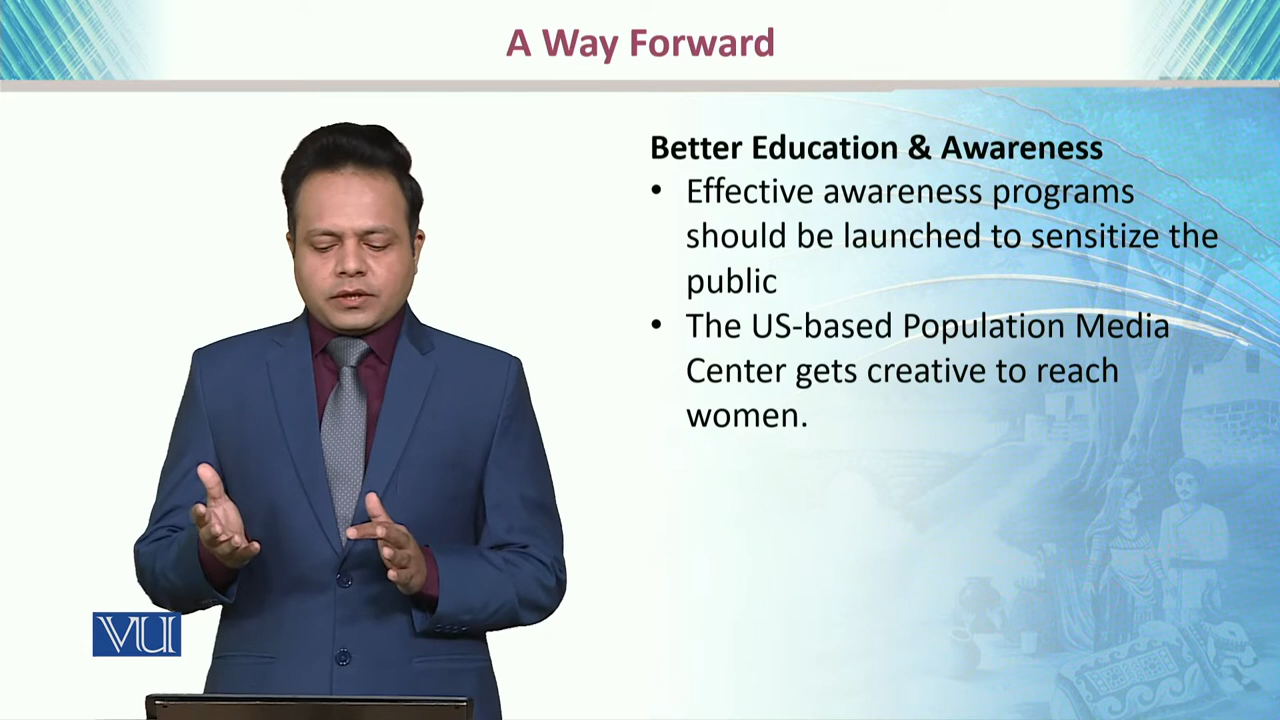 A Way Forward
Better Education & Awareness
• Effective awareness programs
should be launched to sensitize the
public
• The US-based Population Media
Center gets creative to reach
women.
VU